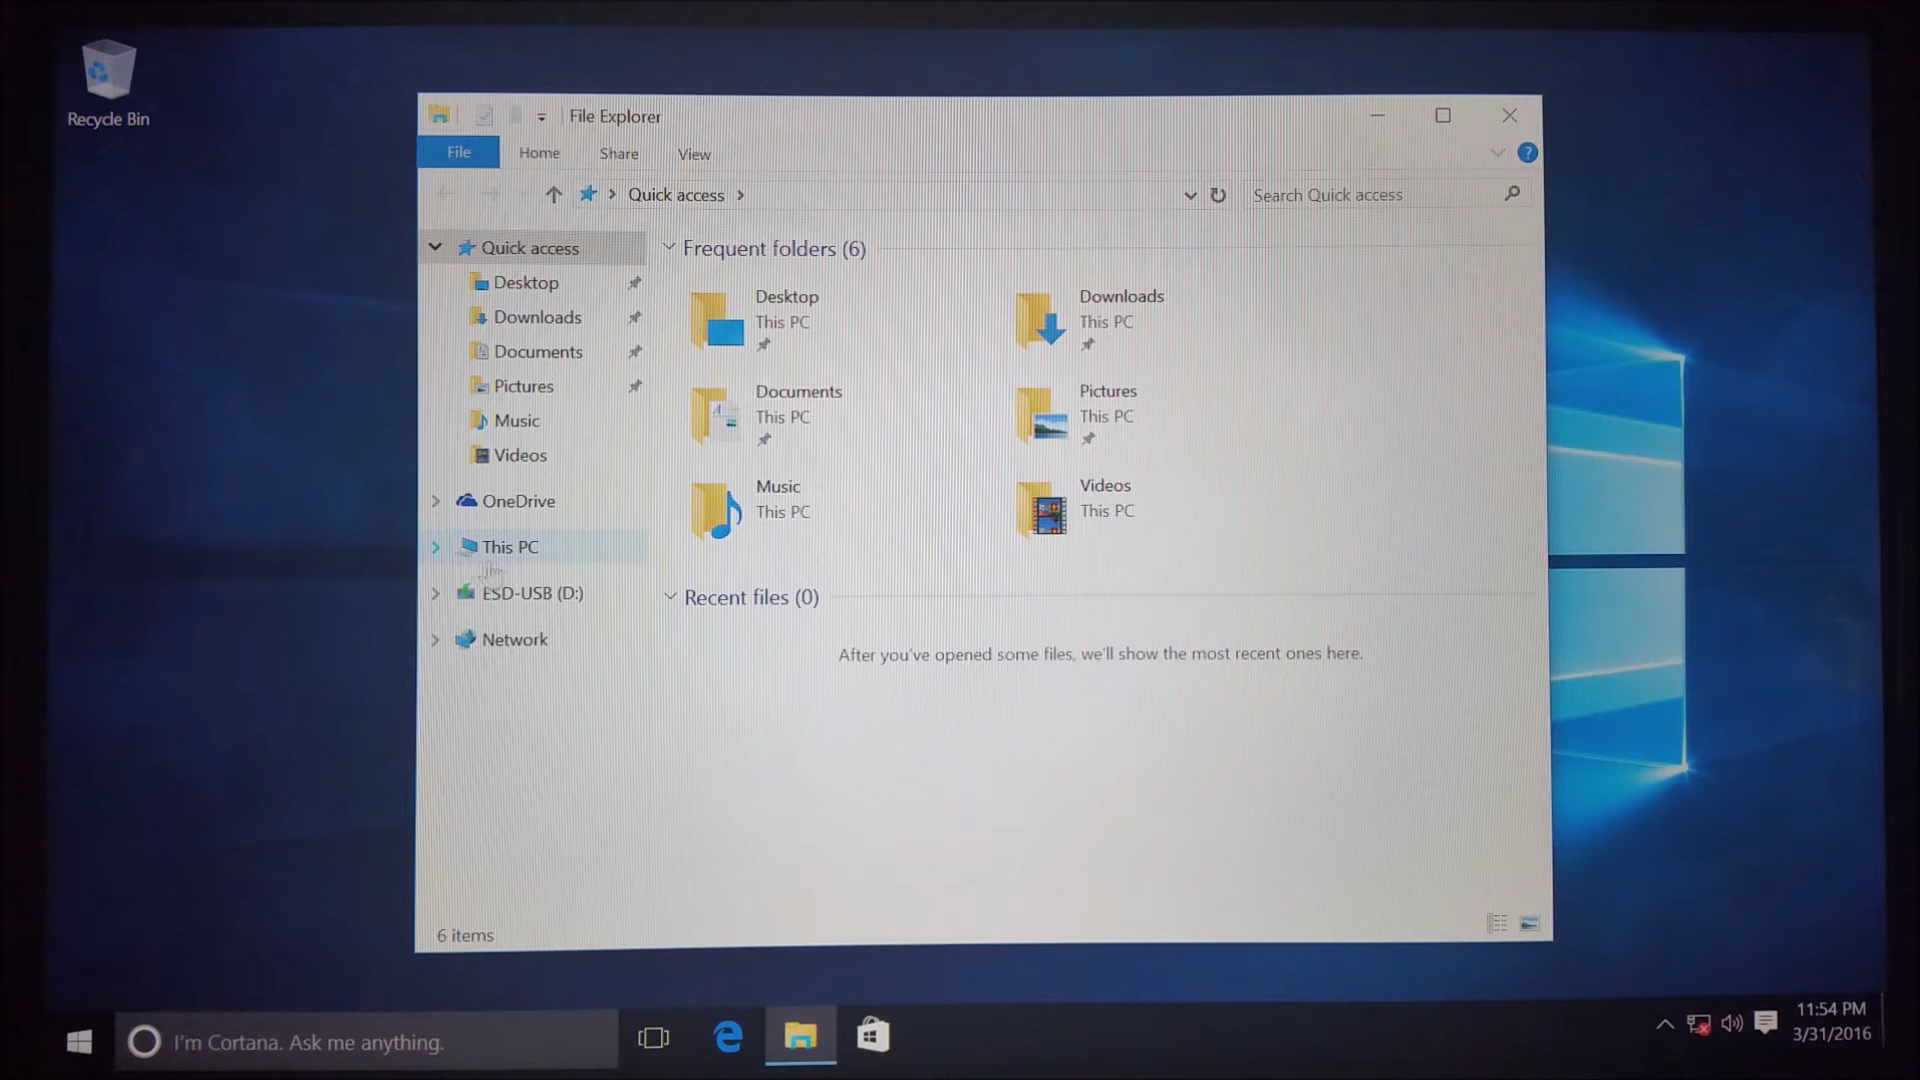 Recycle Bin
File Explorer
File Home Share View
Quick access
Search Quick access
Quick access
Desktop
Downloads
Documents
Pictures
Music
Videos
OneDrive
This PC
ESD-USB (D:)
Network
Frequent folders (6)
Desktop
This PC
Downloads
This PC
Documents
This PC
Pictures
This PC
Music
This PC
Videos
This PC
Recent files (0)
After you've opened some files, we'll show the most recent ones here.
6 items
I'm Cortana. Ask me anything.
11:54 PM
3/31/2016